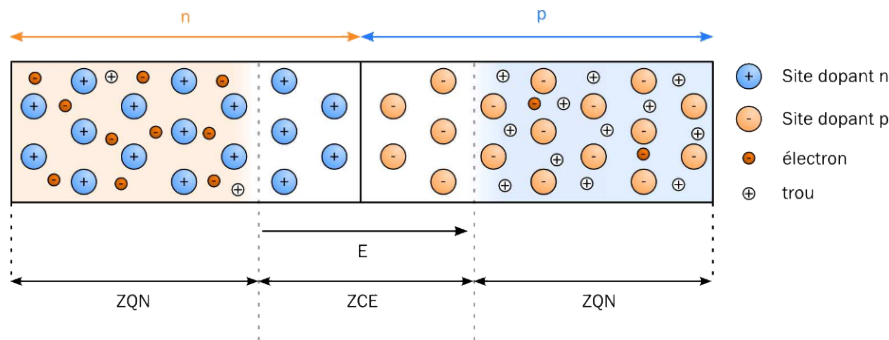 n
p
Site dopant n
Site dopant p
électron
trou
E
ZQN
ZCE
ZQN